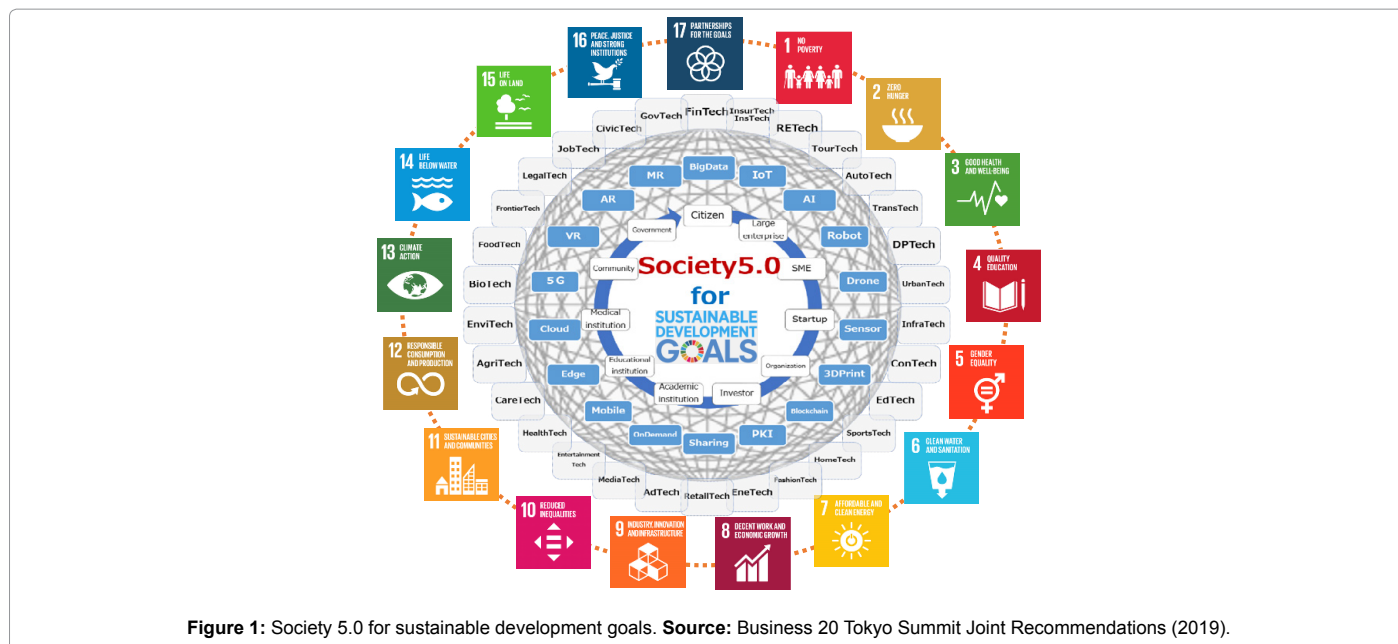 17 PARTNERSHIPS
FOR THE GOALS
1 NO
POVERTY
2 ZERO
HUNGER
3 GOOD HEALTH
AND WELL-BEING
4 QUALITY
EDUCATION
5 GENDER
EQUALITY
6 CLEAN WATER
AND SANITATION
7 AFFORDABLE AND
CLEAN ENERGY
8 DECENT WORK AND
ECONOMIC GROWTH
9 INDUSTRY, INNOVATION
AND INFRASTRUCTURE
10 REDUCED
INEQUALITIES
11 SUSTAINABLE CITIES
AND COMMUNITIES
12 RESPONSIBLE
CONSUMPTION
AND PRODUCTION
13 CLIMATE
ACTION
14 LIFE
BELOW WATER
15 LIFE
ON LAND
16 PEACE, JUSTICE
AND STRONG
INSTITUTIONS
FinTech
InsurTech
InsTech
RETech
TourTech
AutoTech
TransTech
DPTech
UrbanTech
InfraTech
ConTech
EdTech
SportsTech
HomeTech
FashionTech
EneTech
RetailTech
AdTech
MediaTech
Entertainment
Tech
HealthTech
CareTech
AgriTech
EnviTech
BioTech
FoodTech
FrontierTech
LegalTech
JobTech
CivicTech
GovTech
BigData
IoT
AI
Robot
Drone
Sensor
3DPrint
Blockchain
PKI
Sharing
OnDemand
Mobile
Edge
Cloud
5G
VR
AR
MR
Citizen
Large
enterprise
SME
Startup
Organization
Investor
Academic
institution
Educational
institution
Medical
institution
Community
Government
Society5.0
for
SUSTAINABLE
DEVELOPMENT
GOALS
Figure 1: Society 5.0 for sustainable development goals. Source: Business 20 Tokyo Summit Joint Recommendations (2019).